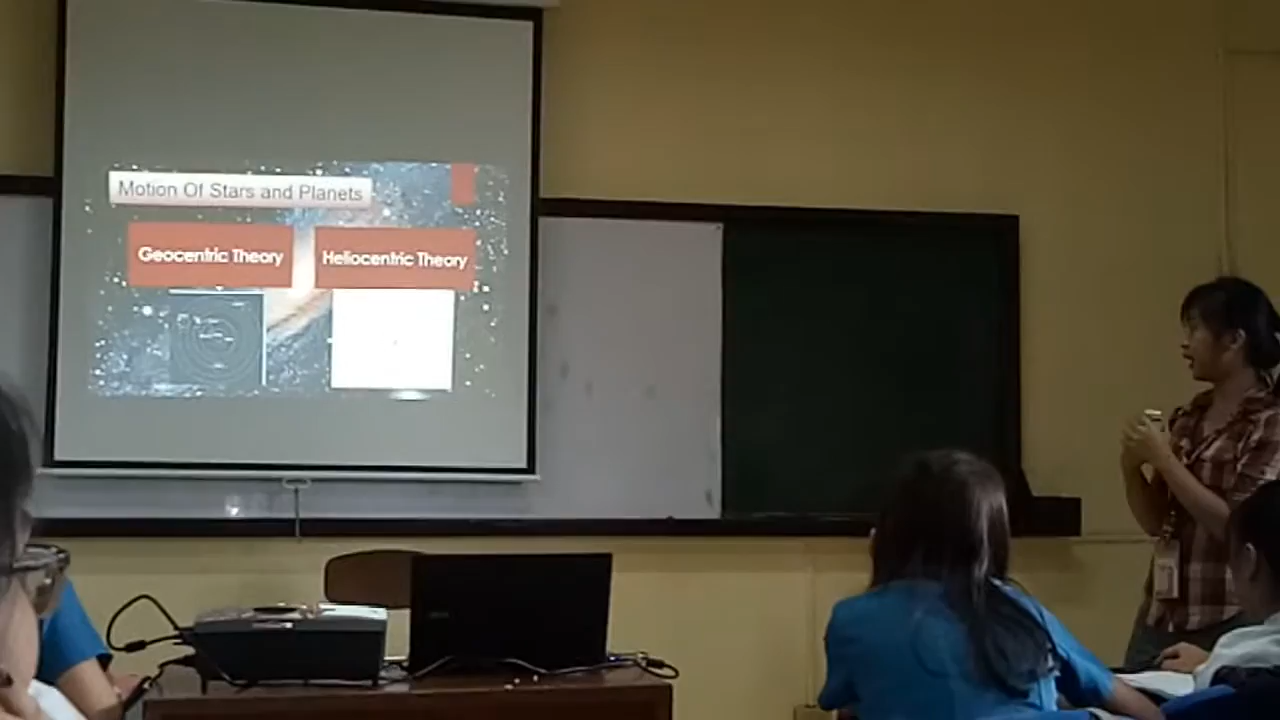 Motion Of Stars and Planets
Geocentric Theory
Heliocentric Theory